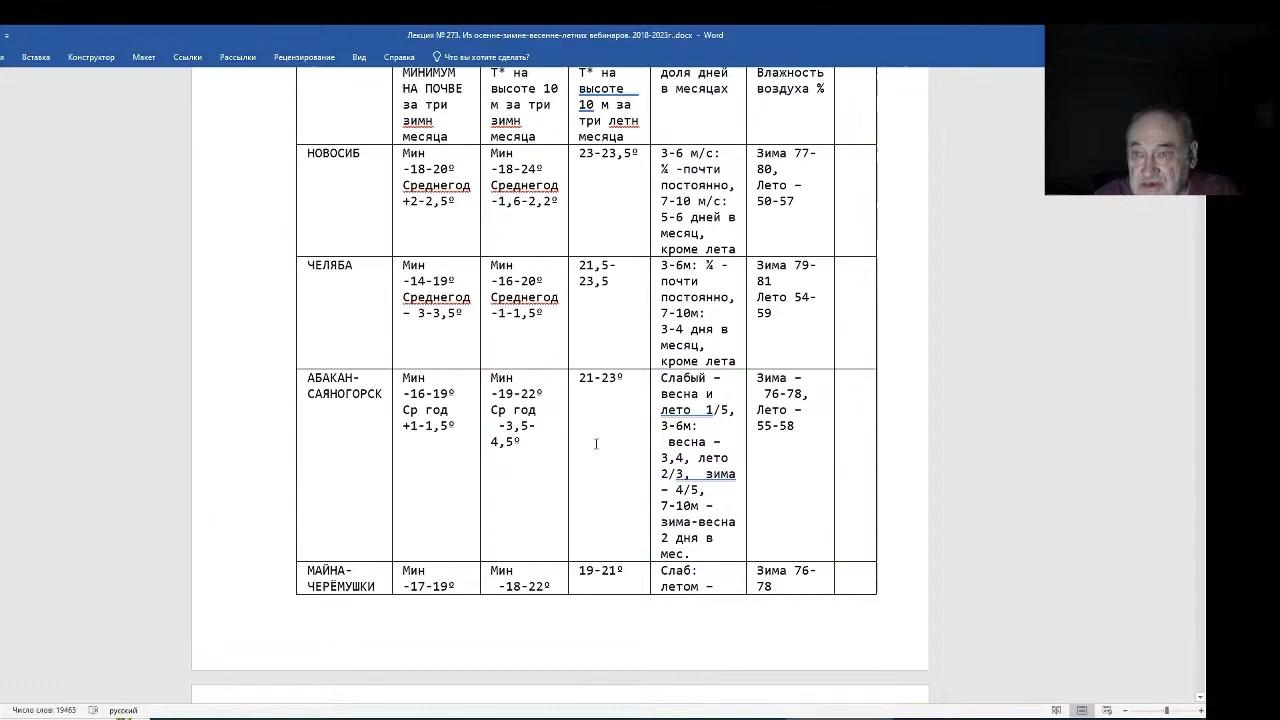 Лекция № 273. Из осенне-зимне-весенне-летних вебинаров. 2018-2023г..docx - Word
Вставка Конструктор Макет Ссылки Рассылки Рецензирование Вид Справка Что вы хотите сделать?
МИНИМУМ
НА ПОЧВЕ
за три
зимн
месяца
Т* на
высоте 10
м за три
зимн
месяца
Т* на
высоте
10 м за
три летн
месяца
доля дней
в месяцах
Влажность
воздуха %
НОВОСИБ
Мин
-18-20º
Среднегод
+2-2,5º
Мин
-18-24º
Среднегод
-1,6-2,2º
23-23,5º
3-6 м/с:
¾ -почти
постоянно,
7-10 м/с:
5-6 дней в
месяц,
кроме лета
Зима 77-
80,
Лето –
50-57
ЧЕЛЯБА
Мин
-14-19º
Среднегод
– 3-3,5º
Мин
-16-20º
Среднегод
-1-1,5º
21,5-
23,5
3-6м: ¾ -
почти
постоянно,
7-10м:
3-4 дня в
месяц,
кроме лета
Зима 79-
81
Лето 54-
59
АБАКАН-
САЯНОГОРСК
Мин
-16-19º
Ср год
+1-1,5º
Мин
-19-22º
Ср год
-3,5-
4,5º
21-23º
Слабый –
весна и
лето 1/5,
3-6м:
весна –
3,4, лето
2/3, зима
– 4/5,
7-10м –
зима-весна
2 дня в
мес.
Зима –
76-78,
Лето –
55-58
МАЙНА-
ЧЕРЁМУШКИ
Мин
-17-19º
Мин
-18-22º
19-21º
Слаб:
летом –
Зима 76-
78
Число слов: 19463 русский